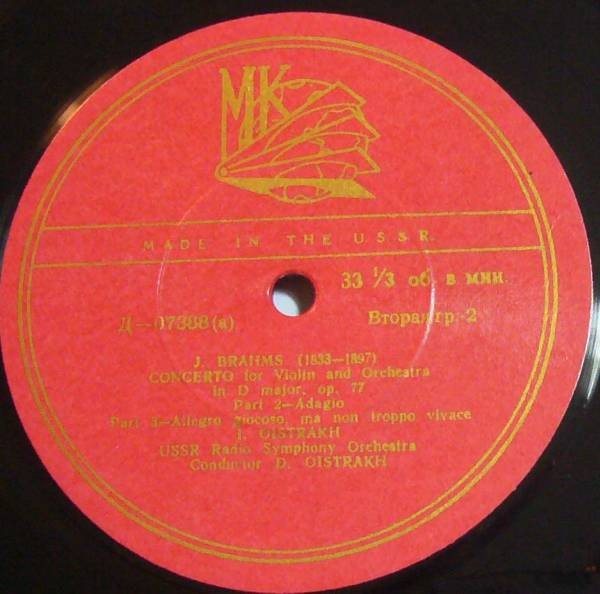 МК
MADE IN THE U.S.S.R.
33 ⅓ об. в мин.
Д—07388(а)
Вторая гр.-2
J. BRAHMS (1833—1897)
CONCERTO for Violin and Orchestra
in D major, op. 77
Part 2—Adagio
Part 3—Allegro giocoso, ma non troppo vivace
I. OISTRAKH
USSR Radio Symphony Orchestra
Conductor D. OISTRAKH